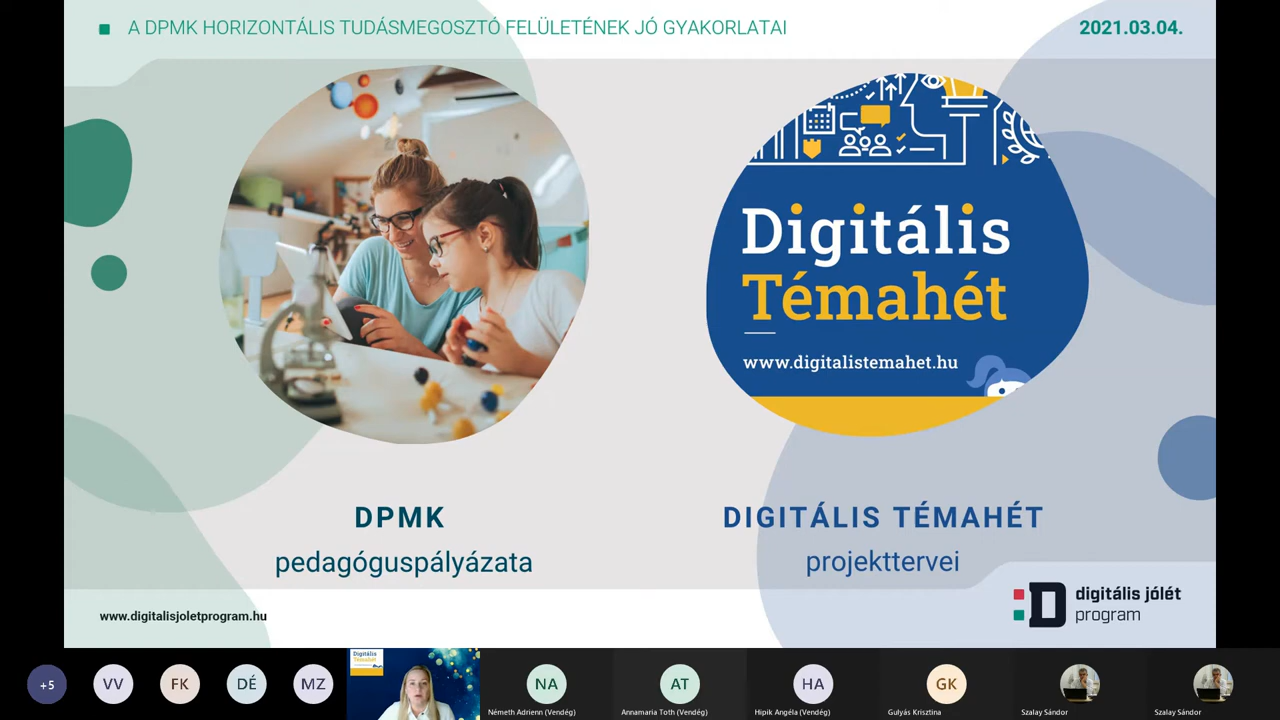 A DPMK HORIZONTÁLIS TUDÁSMEGOSZTÓ FELÜLETÉNEK JÓ GYAKORLATAI
2021.03.04.
Digitális
Témahét
www.digitalistemahet.hu
DPMK
pedagóguspályázata
DIGITÁLIS TÉMAHÉT
projekttervei
www.digitalisjoletprogram.hu
digitális jólét
program
+5
VV
FK
DÉ
MZ
Digitális
Témahét
NA
Németh Adrienn (Vendég)
AT
Annamaria Toth (Vendég)
HA
Hipik Angéla (Vendég)
GK
Gulyás Krisztina
Szalay Sándor
Szalay Sándor